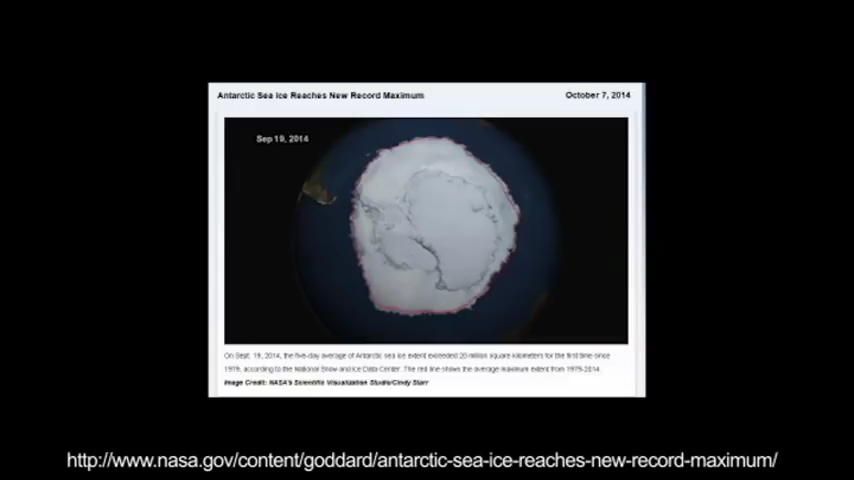 Antarctic Sea Ice Reaches New Record Maximum October 7, 2014
Sep 19, 2014
On Sept. 19, 2014, the five-day average of Antarctic sea ice extent exceeded 20 million square kilometers for the first time since
1979, according to the National Snow and Ice Data Center. The red line shows the average maximum extent from 1979-2014.
Image Credit: NASA's Scientific Visualization Studio/Cindy Starr
http://www.nasa.gov/content/goddard/antarctic-sea-ice-reaches-new-record-maximum/